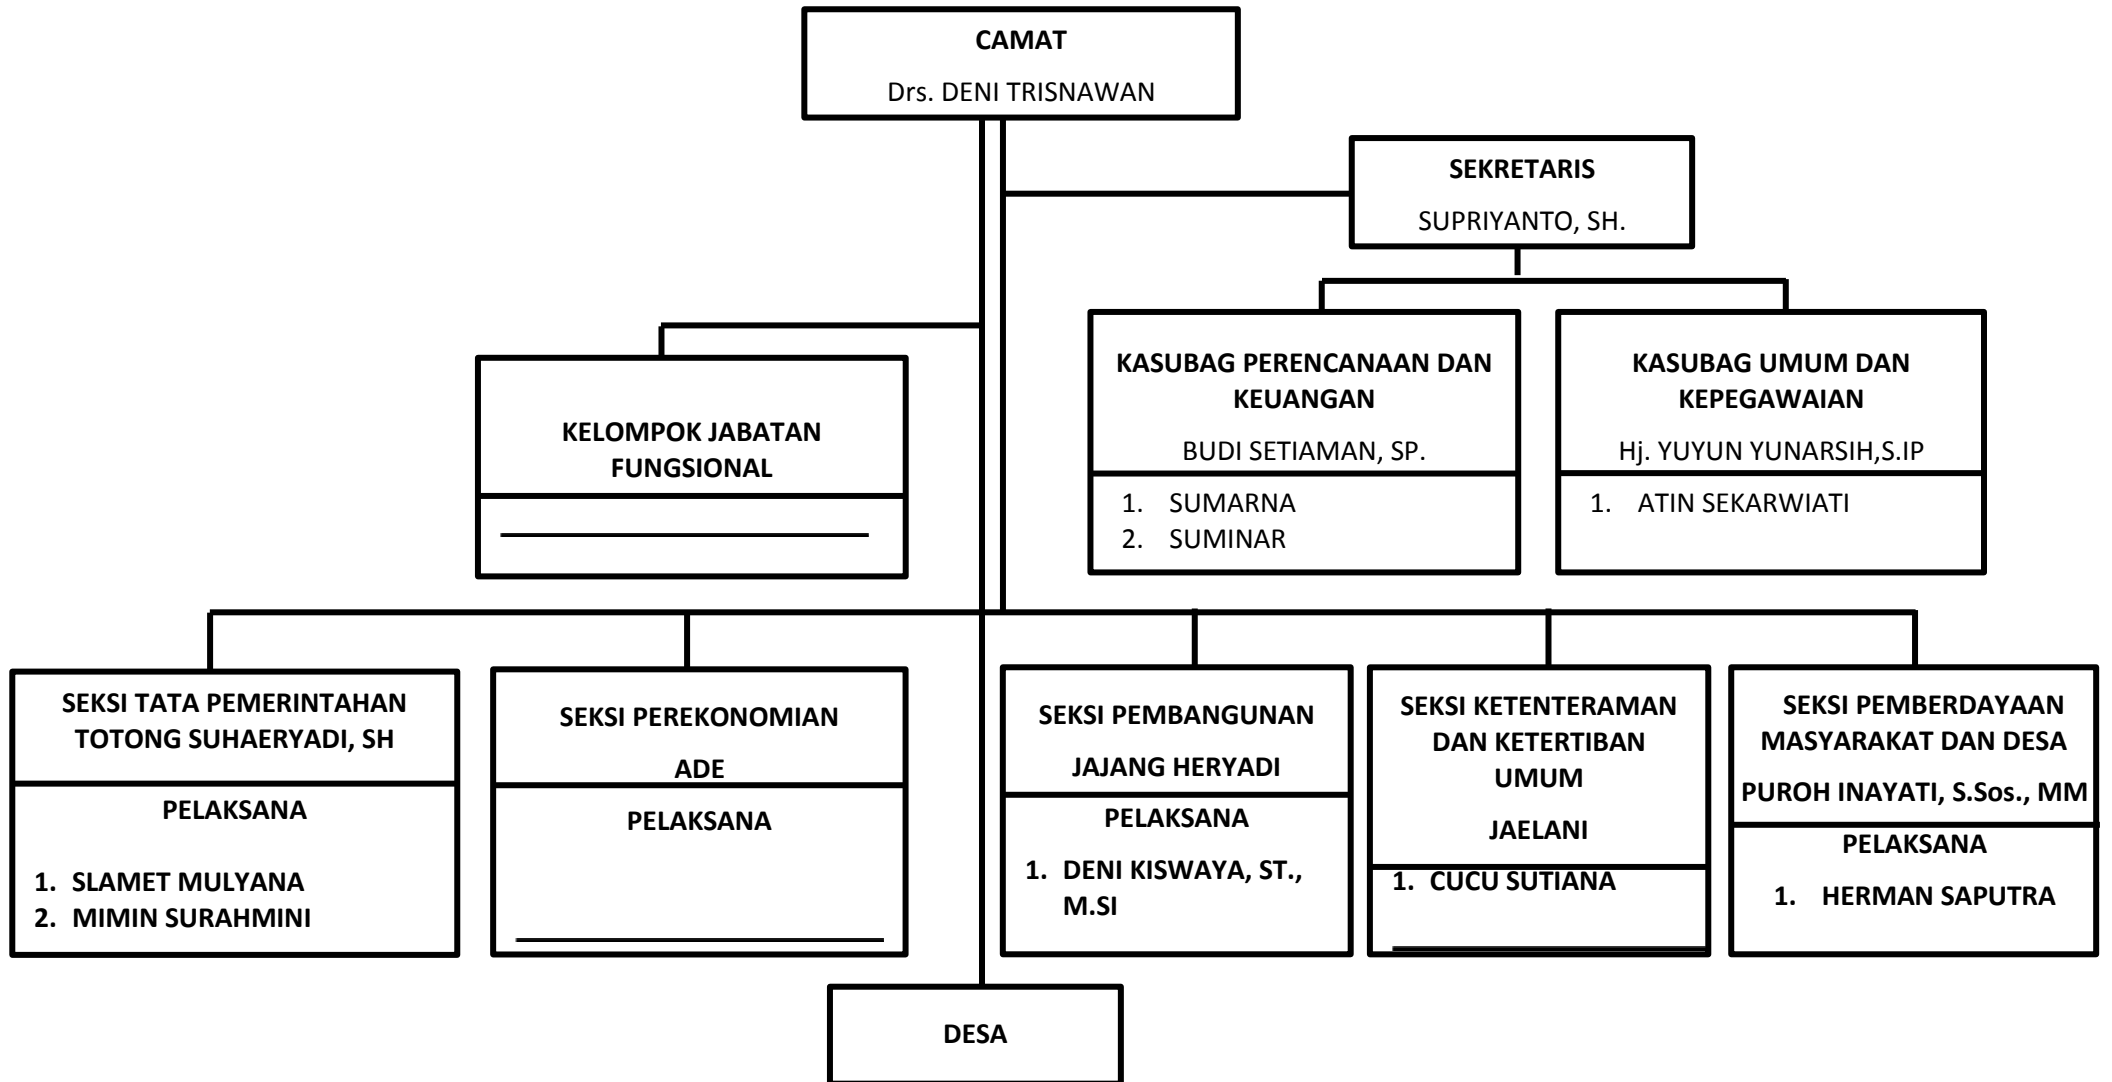 CAMAT
Drs. DENI TRISNAWAN
SEKRETARIS
SUPRIYANTO, SH.
KASUBAG PERENCANAAN DAN
KEUANGAN
BUDI SETIAMAN, SP.
1. SUMARNA
2. SUMINAR
KASUBAG UMUM DAN
KEPEGAWAIAN
Hj. YUYUN YUNARSIH,S.IP
1. ATIN SEKARWIATI
KELOMPOK JABATAN
FUNGSIONAL
SEKSI TATA PEMERINTAHAN
TOTONG SUHAERYADI, SH
PELAKSANA
1. SLAMET MULYANA
2. MIMIN SURAHMINI
SEKSI PEREKONOMIAN
ADE
PELAKSANA
SEKSI PEMBANGUNAN
JAJANG HERYADI
PELAKSANA
1. DENI KISWAYA, ST.,
M.SI
SEKSI KETENTERAMAN
DAN KETERTIBAN
UMUM
JAELANI
1. CUCU SUTIANA
SEKSI PEMBERDAYAAN
MASYARAKAT DAN DESA
PUROH INAYATI, S.Sos., MM
PELAKSANA
1. HERMAN SAPUTRA
DESA